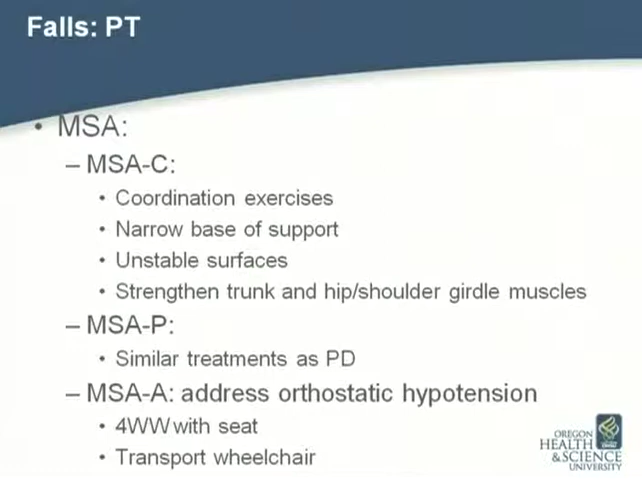 Falls: PT
• MSA:
– MSA-C:
• Coordination exercises
• Narrow base of support
• Unstable surfaces
• Strengthen trunk and hip/shoulder girdle muscles
– MSA-P:
• Similar treatments as PD
– MSA-A: address orthostatic hypotension
• 4WW with seat
• Transport wheelchair
OREGON
HEALTH
&SCIENCE
UNIVERSITY